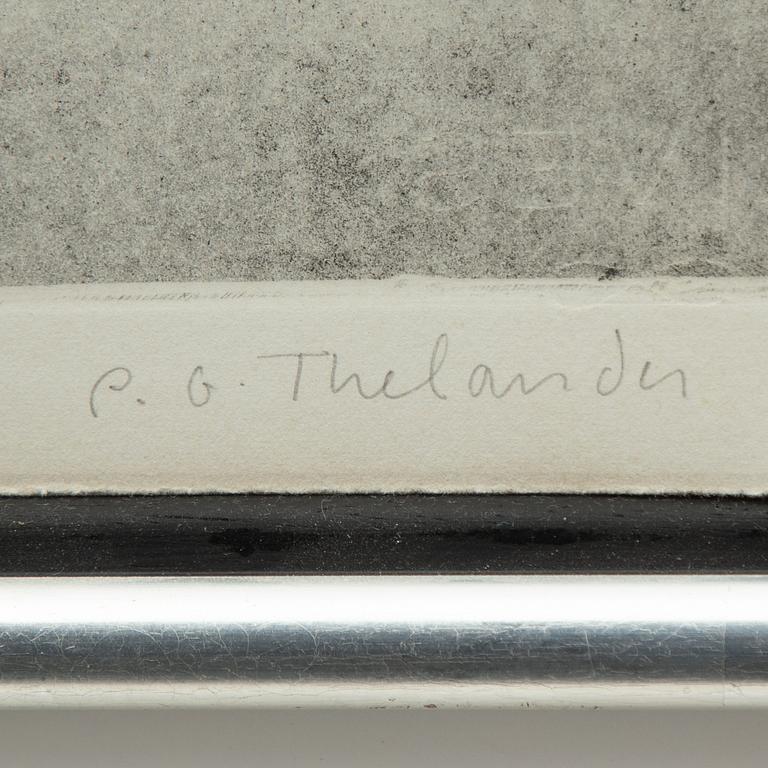 P. G. Thelander